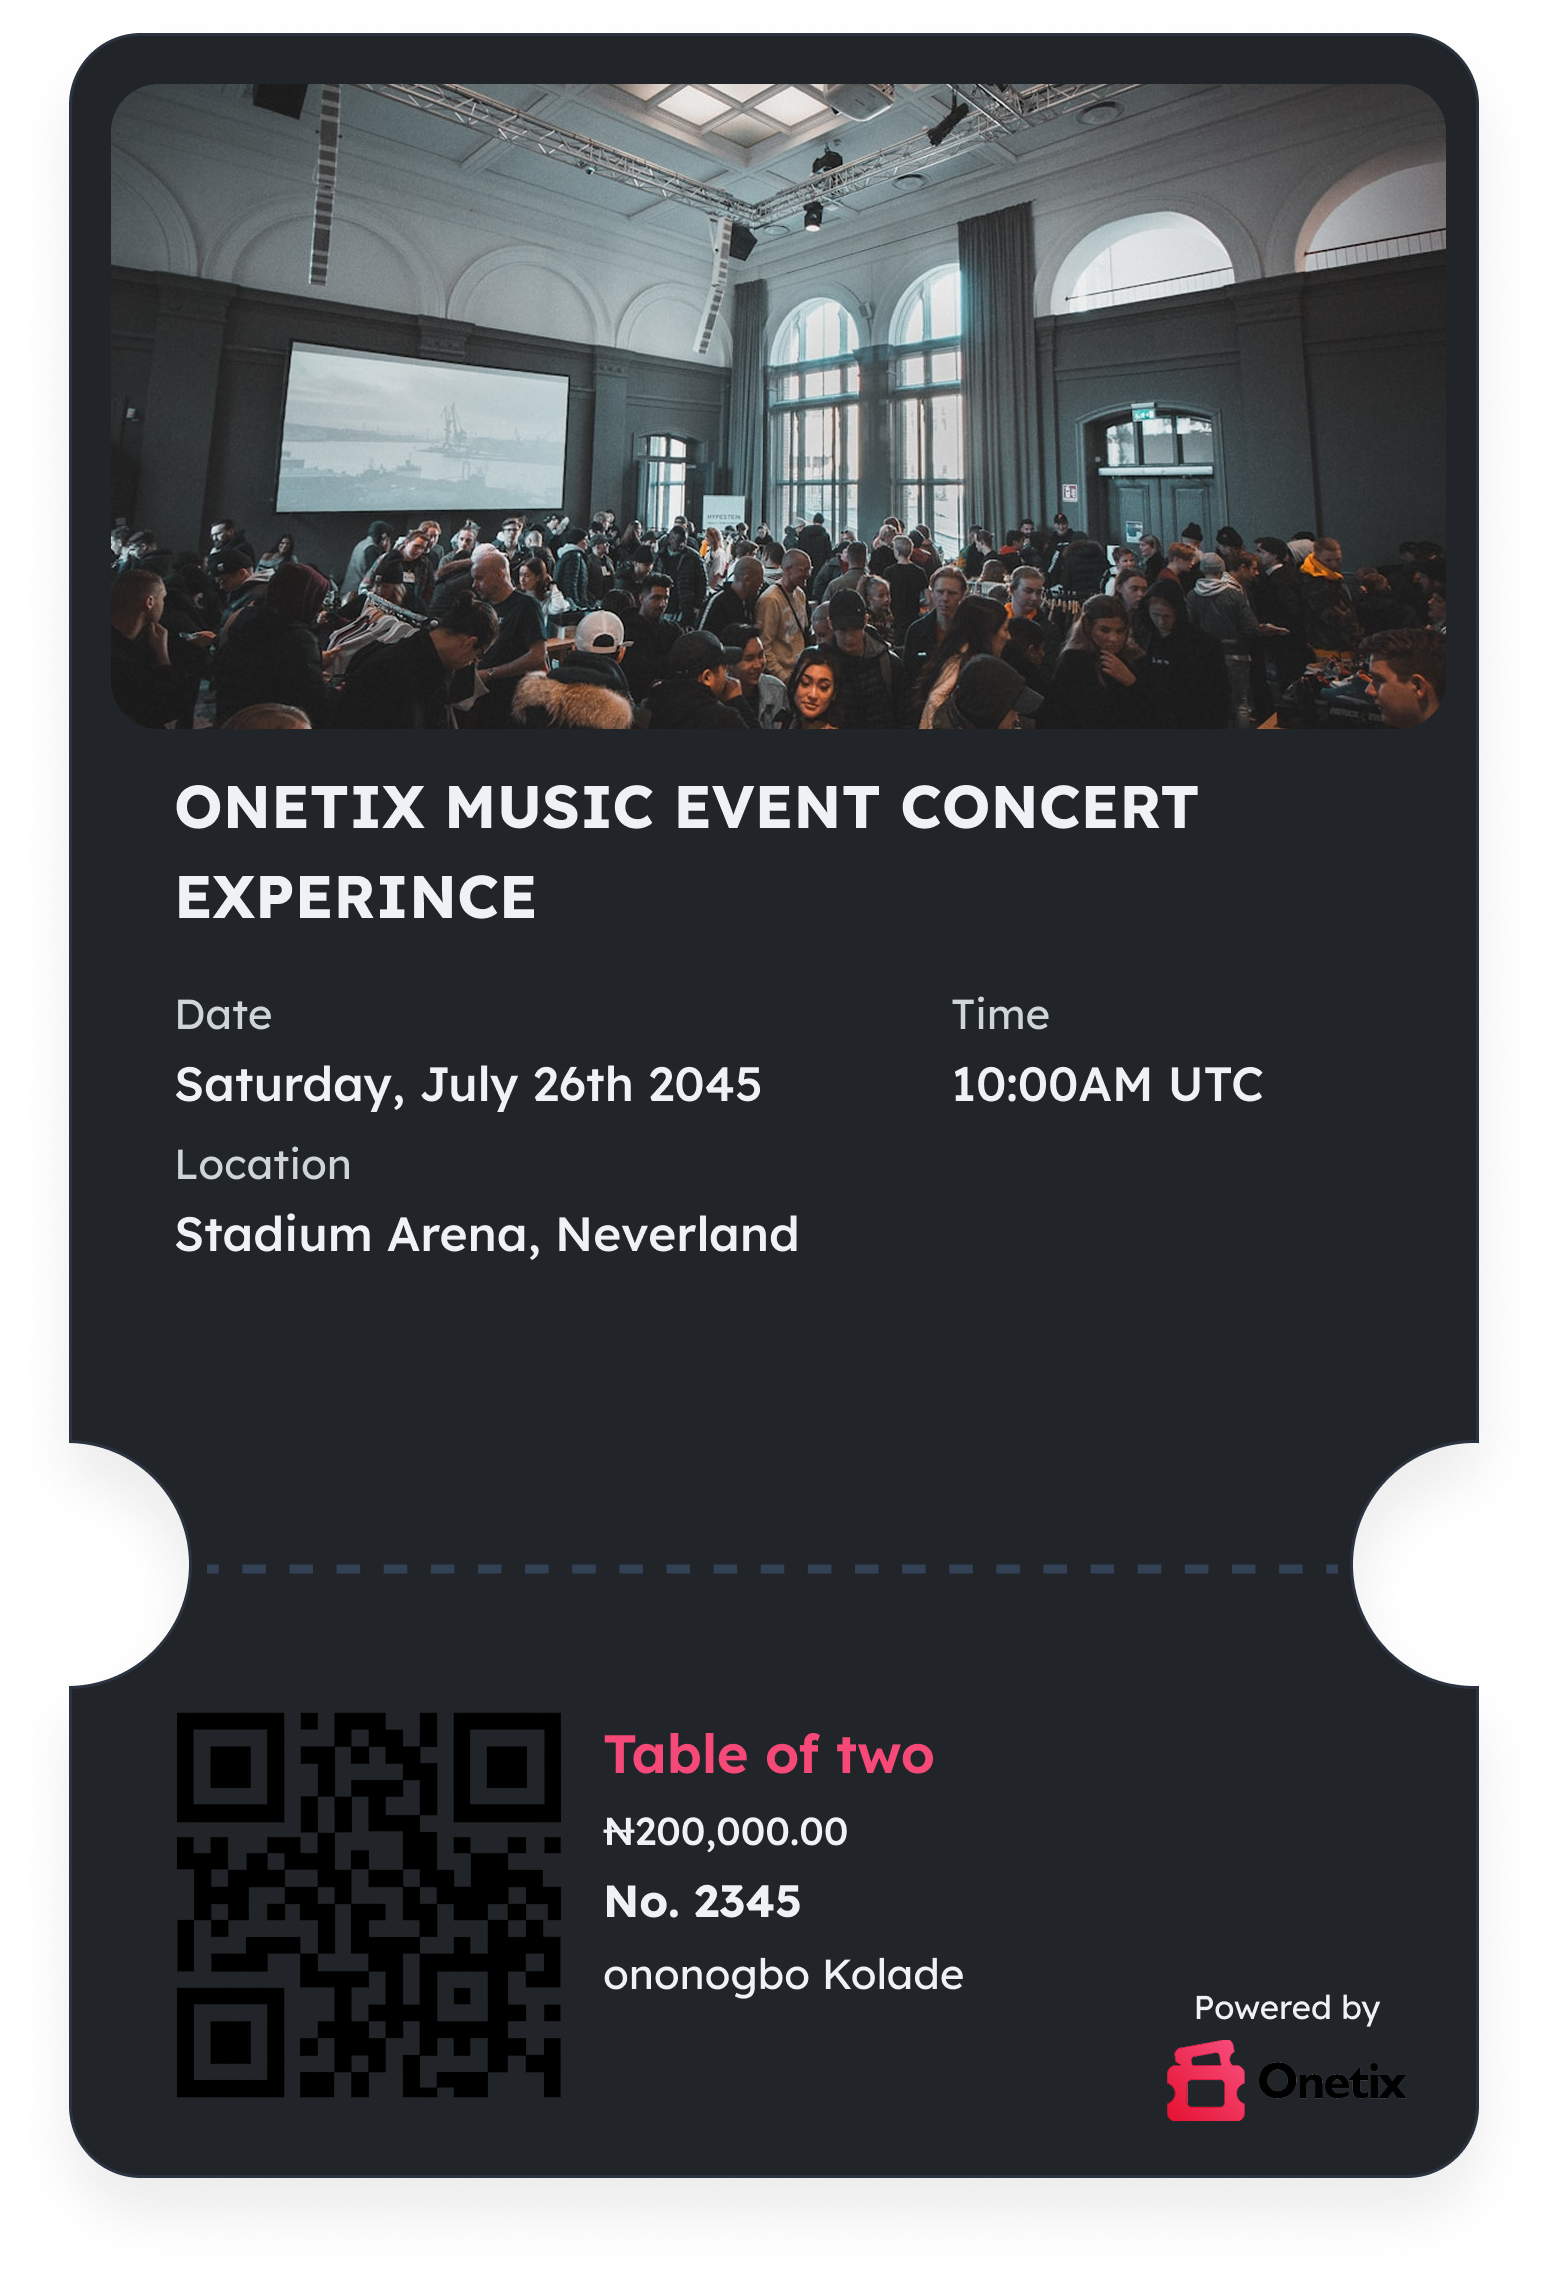 HYPESTEIN
ONETIX MUSIC EVENT CONCERT
EXPERINCE
Date
Time
Saturday, July 26th 2045
10:00AM UTC
Location
Stadium Arena, Neverland
Table of two
₦200,000.00
No. 2345
ononogbo Kolade
Powered by
Onetix